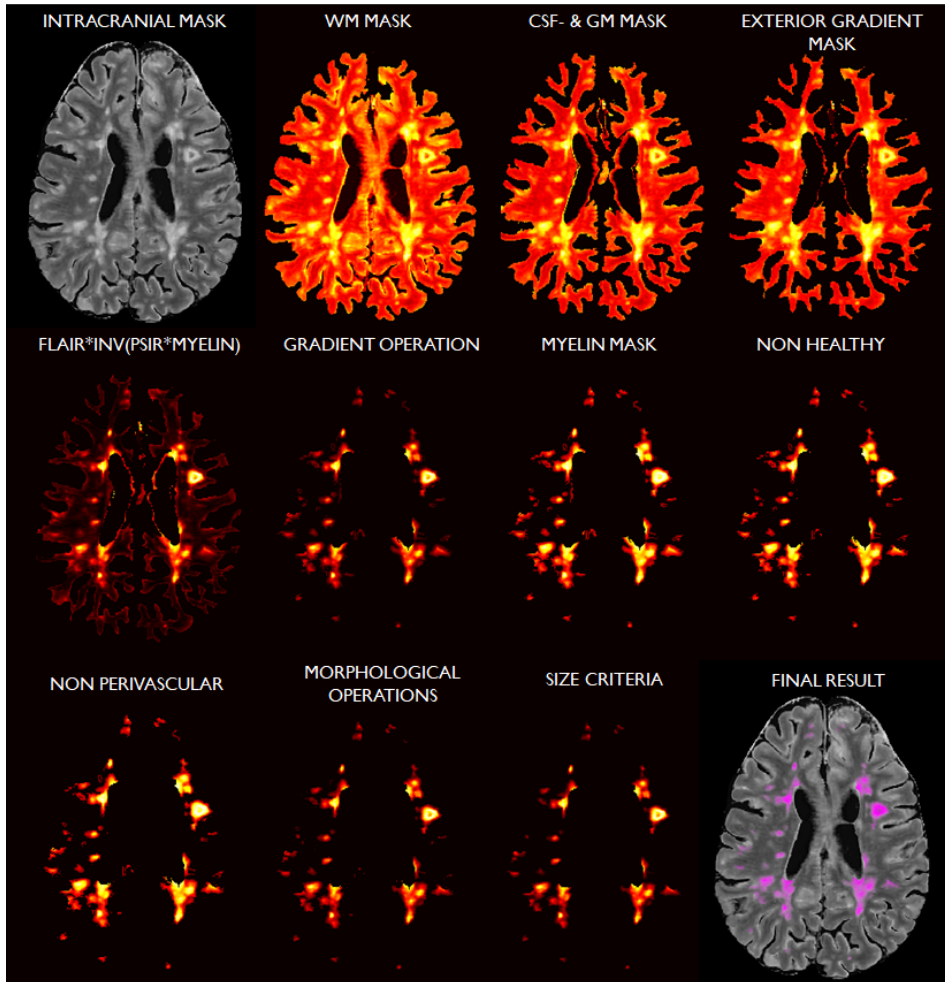 INTRACRANIAL MASK
WM MASK
CSF- & GM MASK
EXTERIOR GRADIENT
MASK
FLAIR*INV(PSIR*MYELIN)
GRADIENT OPERATION
MYELIN MASK
NON HEALTHY
NON PERIVASCULAR
MORPHOLOGICAL
OPERATIONS
SIZE CRITERIA
FINAL RESULT